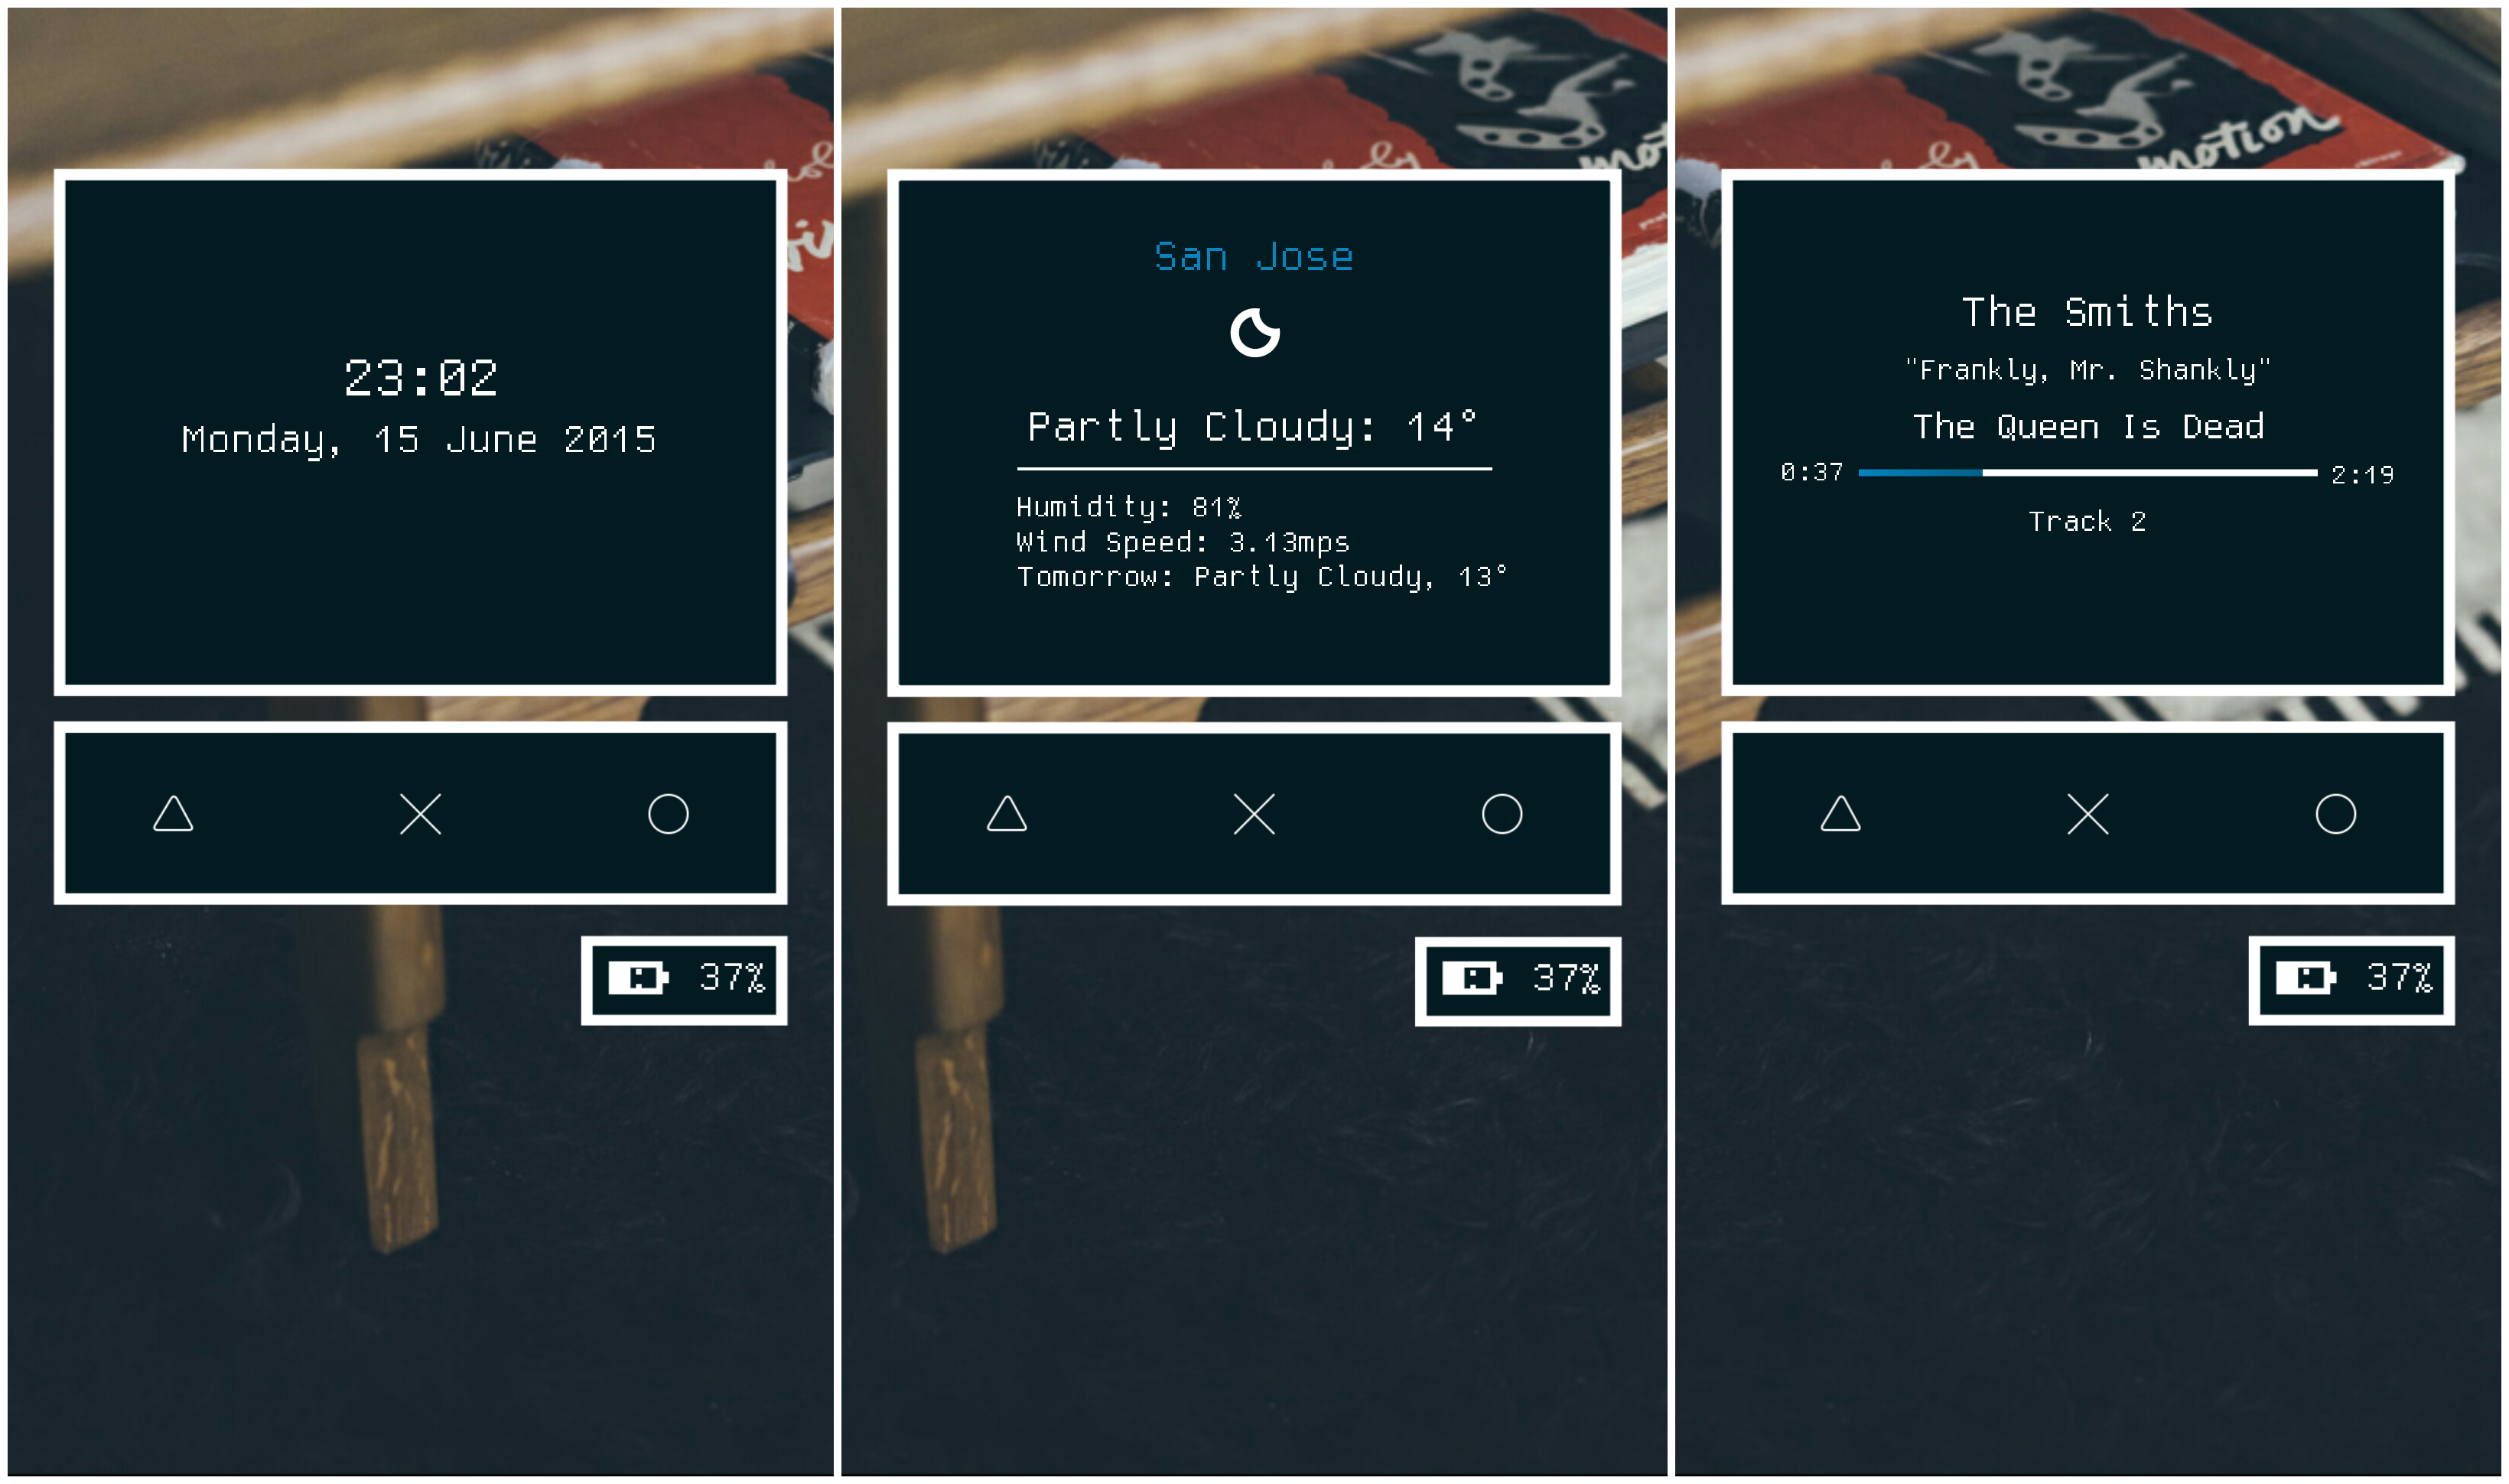 23:02
Monday, 15 June 2015
37%
San Jose
Partly Cloudy: 14°
Humidity: 81%
Wind Speed: 3.13mps
Tomorrow: Partly Cloudy, 13°
37%
motion
The Smiths
"Frankly, Mr. Shankly"
The Queen Is Dead
0:37
2:19
Track 2
37%